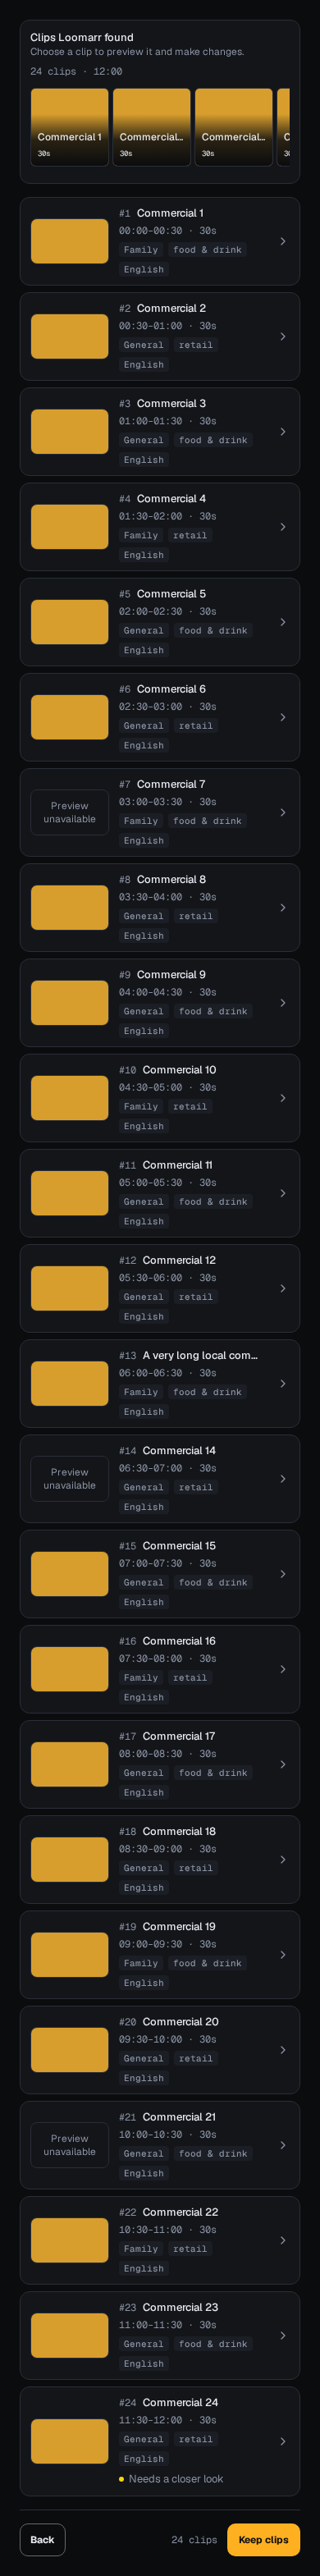 Clips Loomarr found
Choose a clip to preview it and make changes.
24 clips · 12:00
Commercial 1
Commercial...
Commercial...
C
30s
30s
30s
30
#1 Commercial 1
00:00–00:30 · 30s
Family food & drink
English
#2 Commercial 2
00:30–01:00 · 30s
General retail
English
#3 Commercial 3
01:00–01:30 · 30s
General food & drink
English
#4 Commercial 4
01:30–02:00 · 30s
Family retail
English
#5 Commercial 5
02:00–02:30 · 30s
General food & drink
English
#6 Commercial 6
02:30–03:00 · 30s
General retail
English
Preview
unavailable
#7 Commercial 7
03:00–03:30 · 30s
Family food & drink
English
#8 Commercial 8
03:30–04:00 · 30s
General retail
English
#9 Commercial 9
04:00–04:30 · 30s
General food & drink
English
#10 Commercial 10
04:30–05:00 · 30s
Family retail
English
#11 Commercial 11
05:00–05:30 · 30s
General food & drink
English
#12 Commercial 12
05:30–06:00 · 30s
General retail
English
#13 A very long local com...
06:00–06:30 · 30s
Family food & drink
English
Preview
unavailable
#14 Commercial 14
06:30–07:00 · 30s
General retail
English
#15 Commercial 15
07:00–07:30 · 30s
General food & drink
English
#16 Commercial 16
07:30–08:00 · 30s
Family retail
English
#17 Commercial 17
08:00–08:30 · 30s
General food & drink
English
#18 Commercial 18
08:30–09:00 · 30s
General retail
English
#19 Commercial 19
09:00–09:30 · 30s
Family food & drink
English
#20 Commercial 20
09:30–10:00 · 30s
General retail
English
Preview
unavailable
#21 Commercial 21
10:00–10:30 · 30s
General food & drink
English
#22 Commercial 22
10:30–11:00 · 30s
Family retail
English
#23 Commercial 23
11:00–11:30 · 30s
General food & drink
English
#24 Commercial 24
11:30–12:00 · 30s
General retail
English
Needs a closer look
Back
24 clips
Keep clips